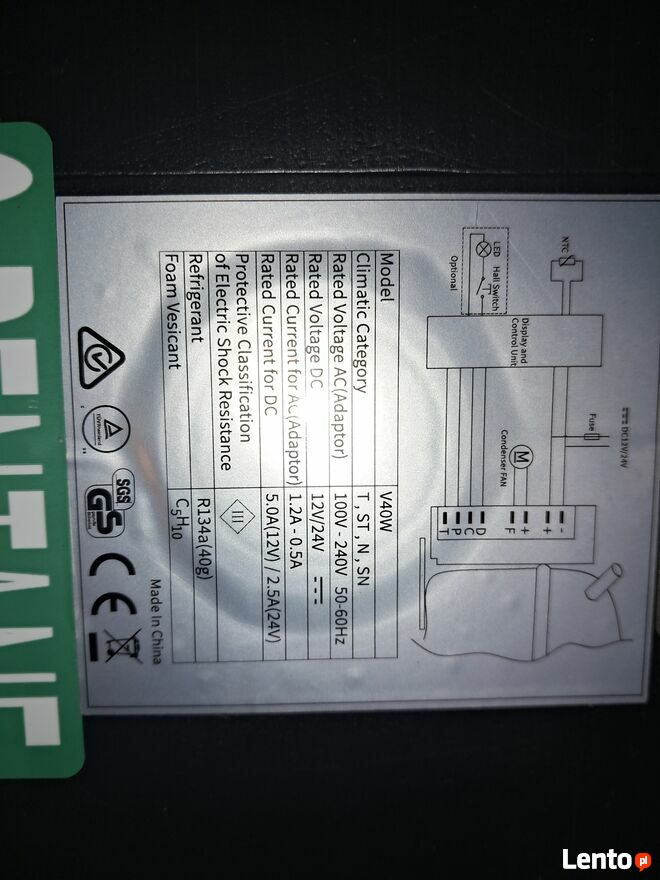 DC12V/24V
Fuse
NTC
LED
Hall Switch
Optional
Display and
Control Unit
M
Condenser FAN
-
+
+
+
F
D
C
P
T
Model V40W
Climatic Category T , ST , N , SN
Rated Voltage AC(Adaptor) 100V - 240V 50-60Hz
Rated Voltage DC 12V/24V
Rated Current for AC(Adaptor) 1.2A - 0.5A
Rated Current for DC 5.0A(12V) / 2.5A(24V)
Protective Classification
of Electric Shock Resistance III
Refrigerant R134a(40g)
Foam Vesicant C5H10
Made In China
TÜVRheinland
SGS
GS
CE
PENTANE
Lento.pl